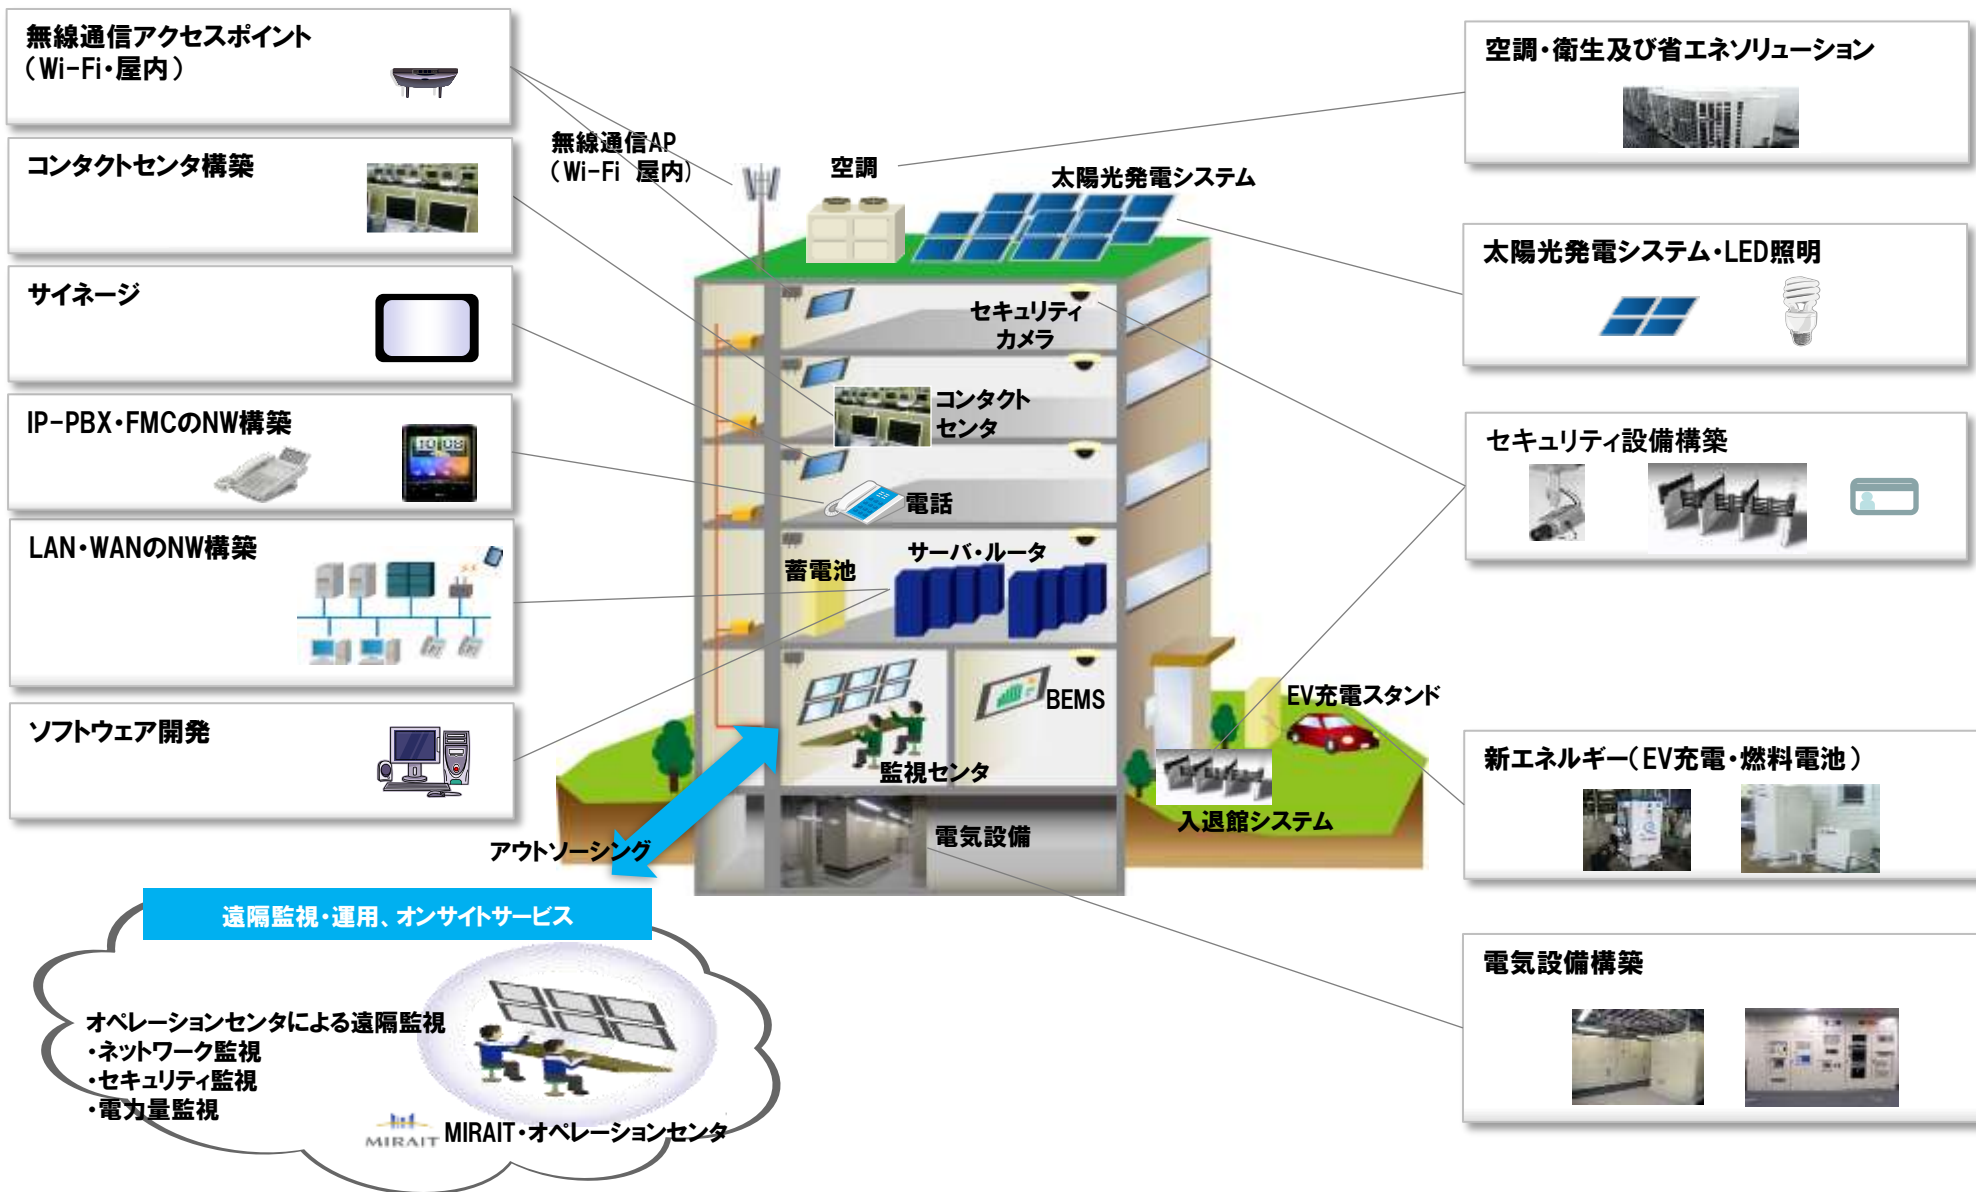 無線通信アクセスポイント
（Wi-Fi・屋内）
コンタクトセンタ構築
サイネージ
IP-PBX・FMCのNW構築
10 08
LAN・WANのNW構築
ソフトウェア開発
無線通信AP
（Wi-Fi 屋内）
空調
太陽光発電システム
セキュリティ
カメラ
コンタクト
センタ
電話
サーバ・ルータ
蓄電池
BEMS
監視センタ
EV充電スタンド
入退館システム
電気設備
アウトソーシング
空調・衛生及び省エネソリューション
太陽光発電システム・LED照明
セキュリティ設備構築
新エネルギー（EV充電・燃料電池）
電気設備構築
遠隔監視・運用、オンサイトサービス
オペレーションセンタによる遠隔監視
・ネットワーク監視
・セキュリティ監視
・電力量監視
MIRAIT
MIRAIT・オペレーションセンタ